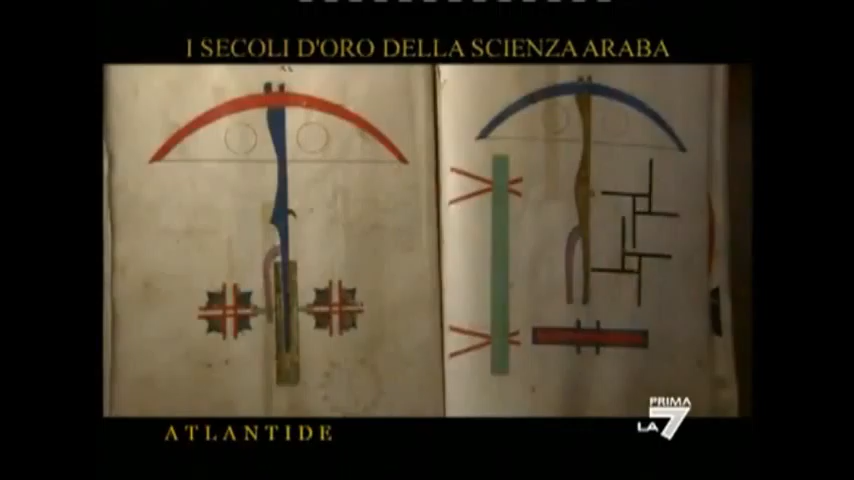 I SECOLI D'ORO DELLA SCIENZA ARABA
ATLANTIDE
PRIMA
LA7